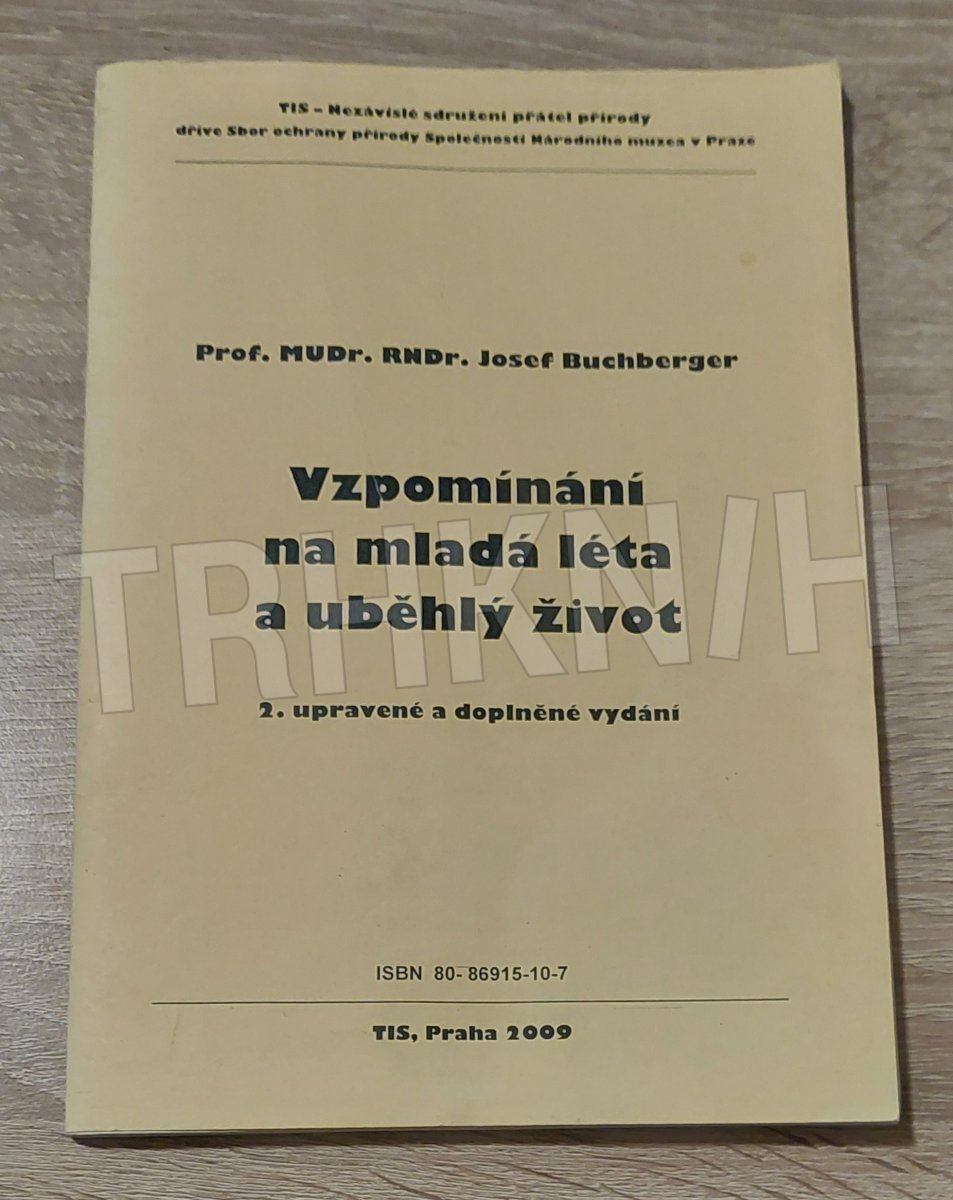 TIS – Nezávislé sdružení přátel přírody
dříve Sbor ochrany přírody Společnosti Národního muzea v Praze
Prof. MUDr. RNDr. Josef Buchberger
Vzpomínání
na mladá léta
a uběhlý život
TRHKNIH
2. upravené a doplněné vydání
ISBN 80- 86915-10-7
TIS, Praha 2009